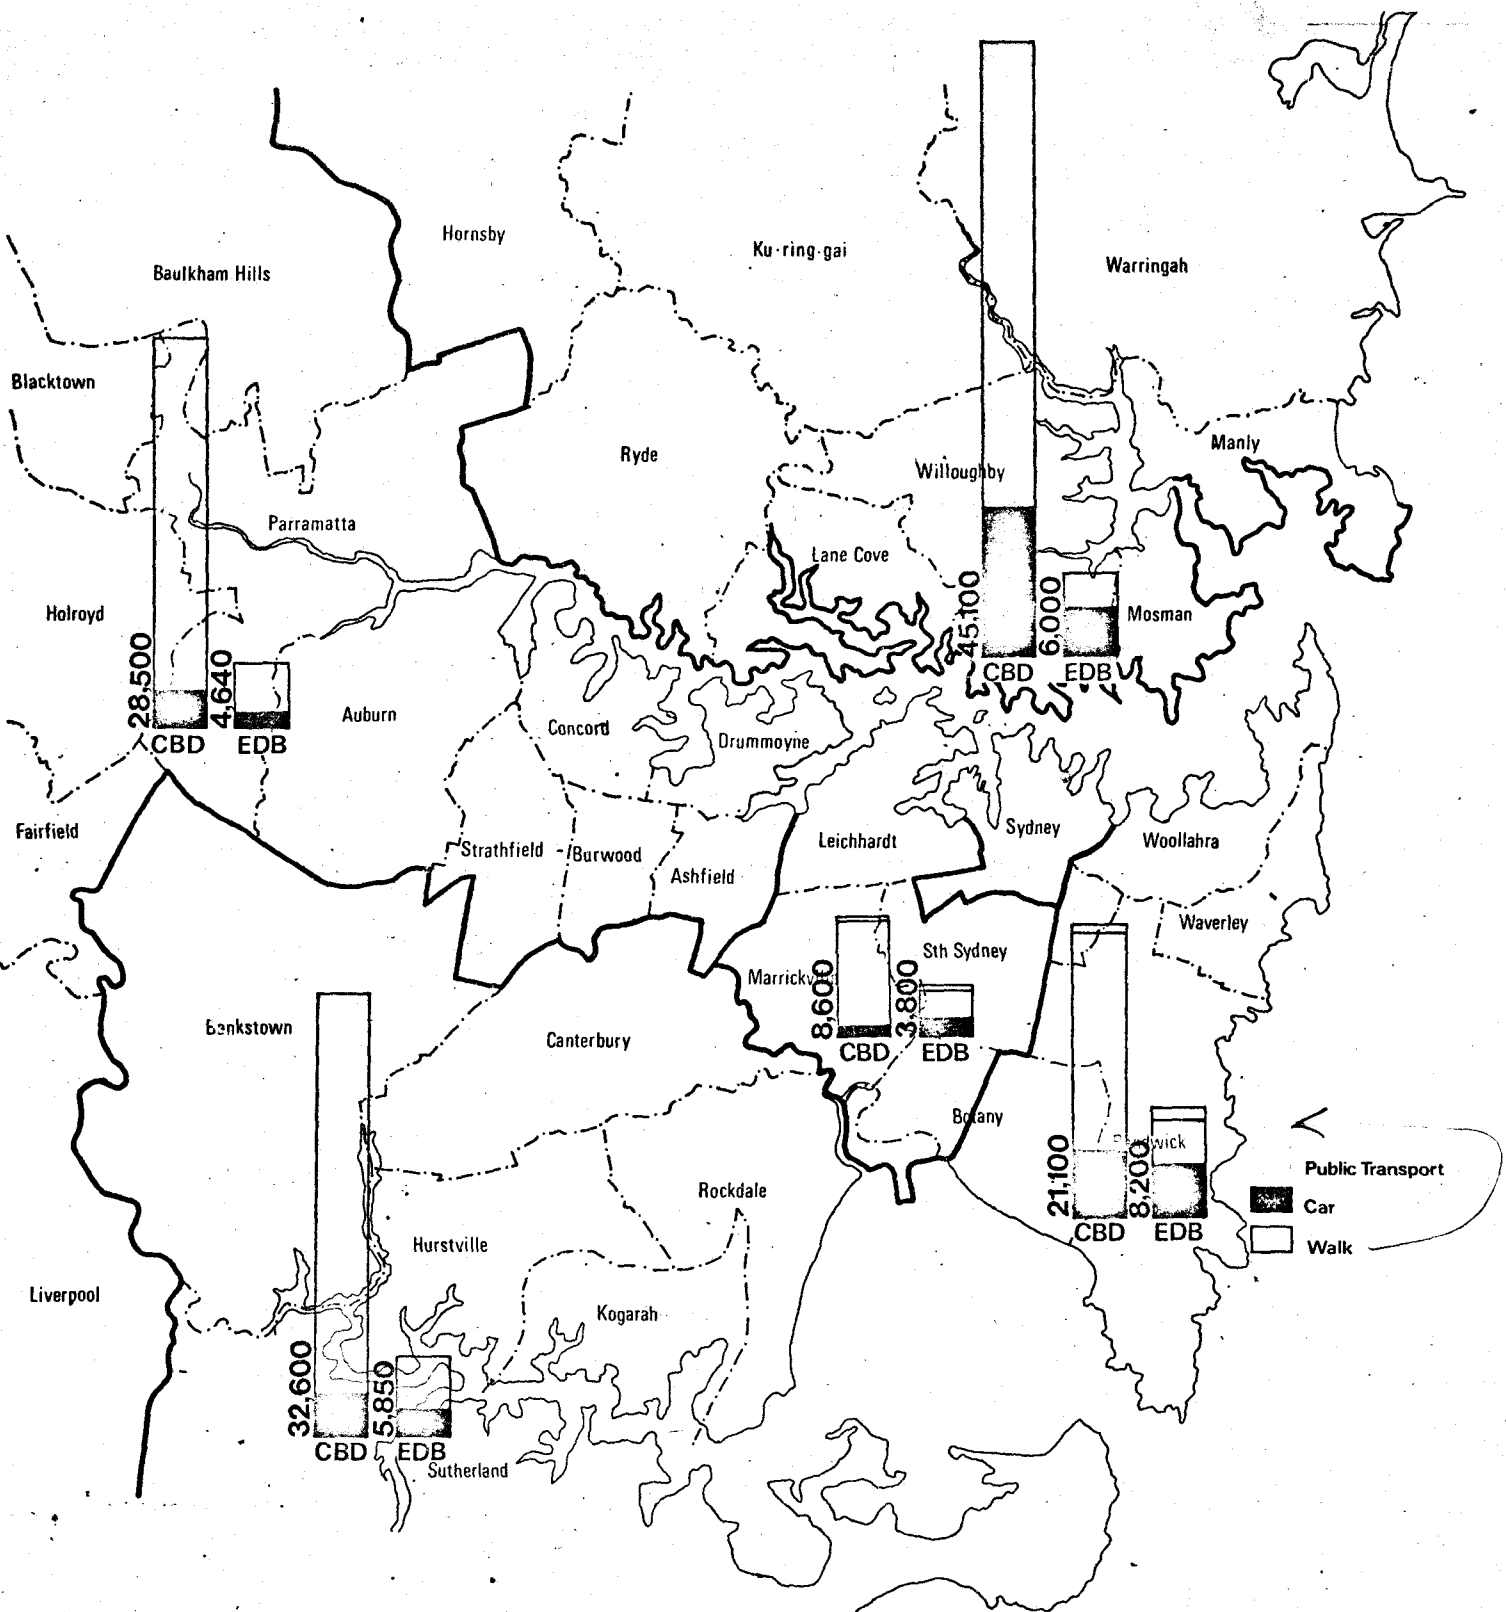 Hornsby
Ku·ring·gai
Warringah
Baulkham Hills
Blacktown
Manly
Ryde
Willoughby
Parramatta
Lane Cove
Holroyd
Mosman
28,500
4,640
45,100
6,000
CBD
EDB
CBD
EDB
Auburn
Concord
Drummoyne
Fairfield
Strathfield
Burwood
Ashfield
Leichhardt
Sydney
Woollahra
Waverley
Sth Sydney
8,600
3,800
CBD
EDB
Bankstown
Canterbury
Botany
21,100
8,200
CBD
EDB
Public Transport
Car
Walk
Rockdale
Hurstville
Kogarah
Liverpool
32,600
5,850
CBD
EDB
Sutherland